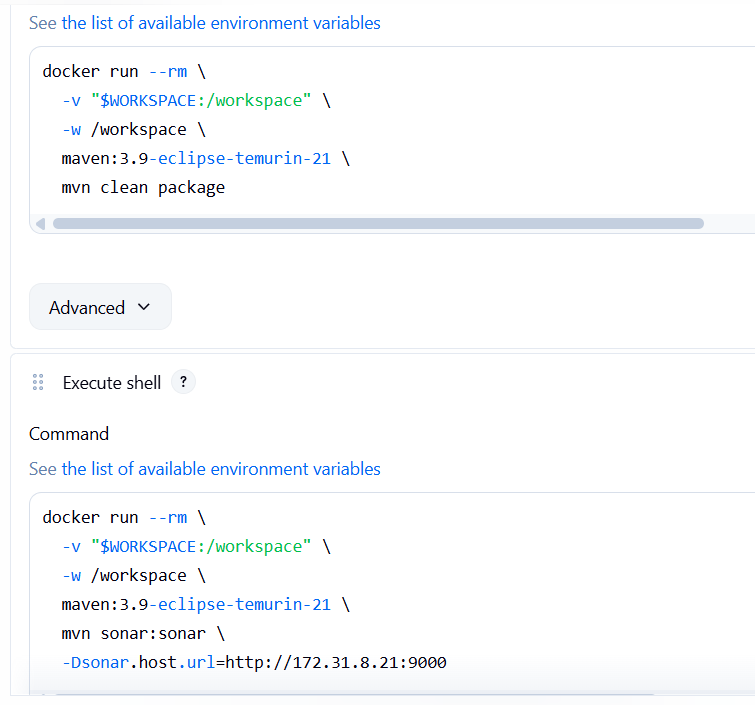 See the list of available environment variables
docker run --rm \
-v "$WORKSPACE:/workspace" \
-w /workspace \
maven:3.9-eclipse-temurin-21 \
mvn clean package
Advanced
Execute shell ?
Command
See the list of available environment variables
docker run --rm \
-v "$WORKSPACE:/workspace" \
-w /workspace \
maven:3.9-eclipse-temurin-21 \
mvn sonar:sonar \
-Dsonar.host.url=http://172.31.8.21:9000